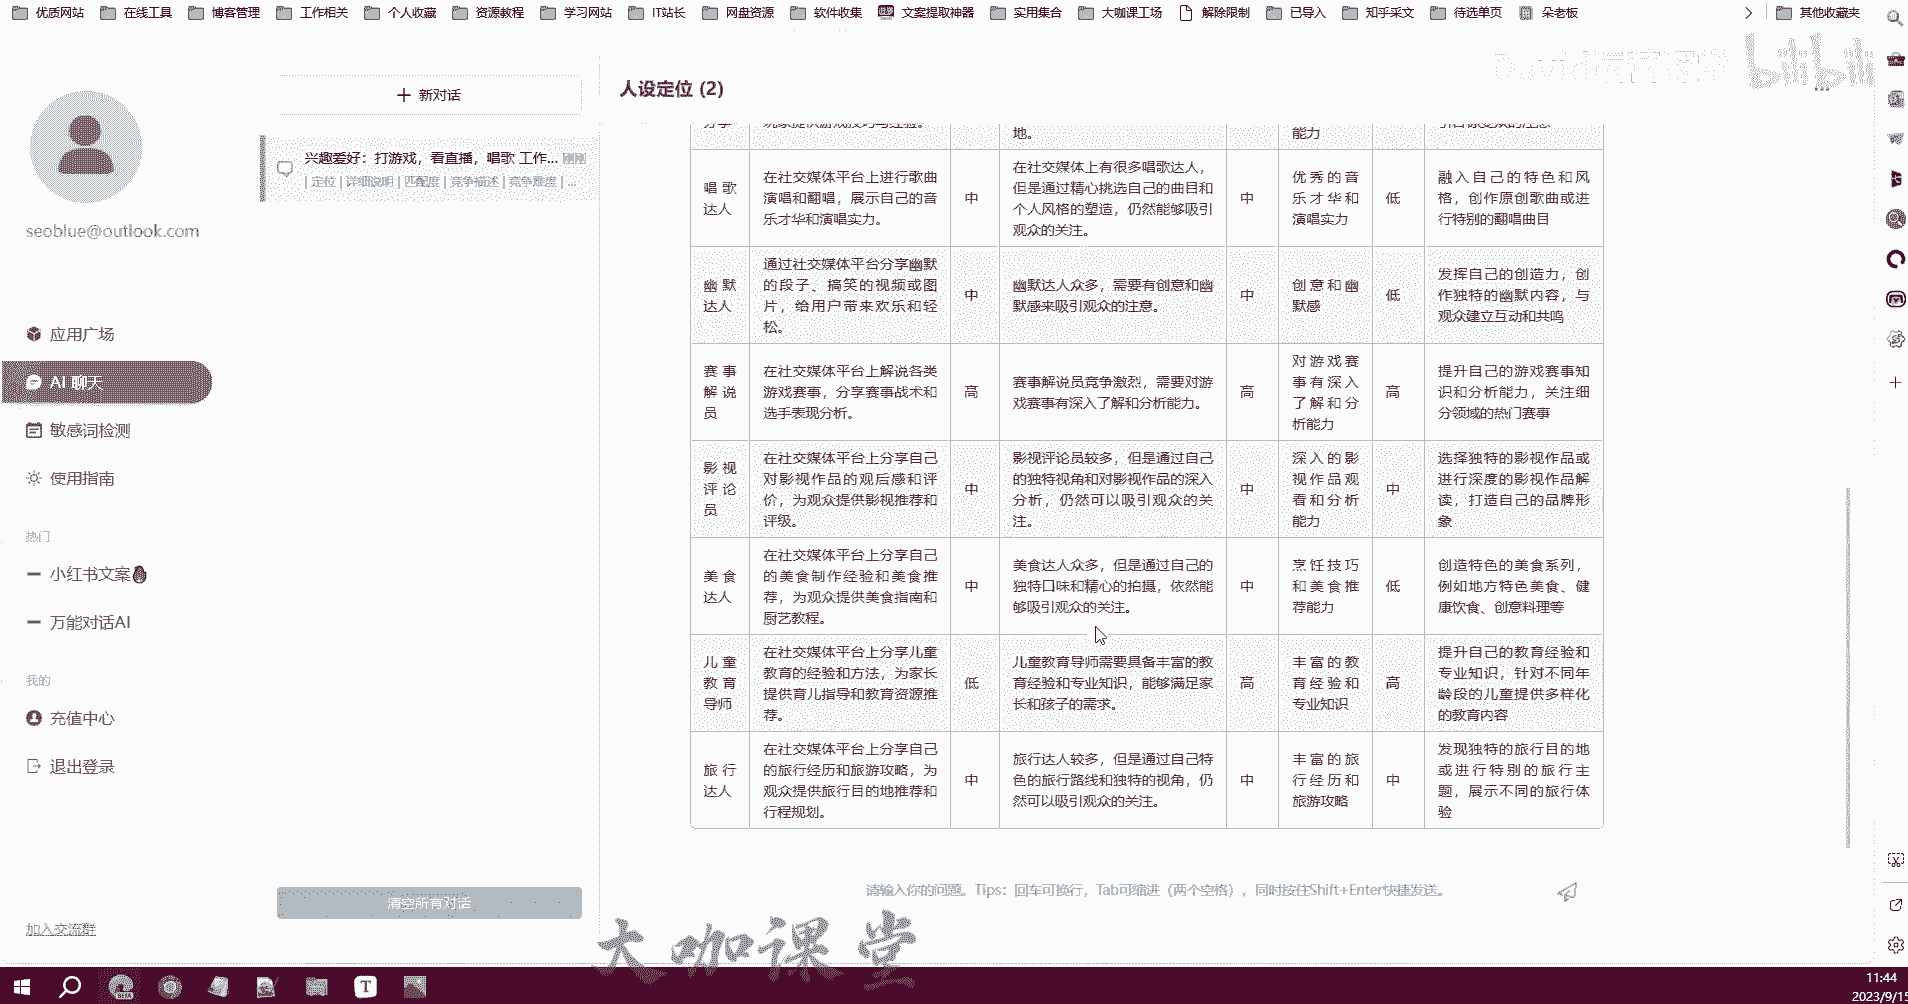 优质网站 在线工具 博客管理 工作相关 个人收藏 资源教程 学习网站 IT站长 网盘资源 软件收集 文案提取神器 实用集合 大咖课工场 解除限制 已导入 知乎采文 待选单页 朵老板 其他收藏夹
bilibili
seoblue@outlook.com
应用广场
AI 聊天
敏感词检测
使用指南
热门
小红书文案
万能对话AI
我的
充值中心
退出登录
加入交流群
新对话
兴趣爱好：打游戏，看直播，唱歌 工作... 刚刚
| 定位 | 详细说明 | 匹配度 | 竞争描述 | 竞争难度 | ...
清空所有对话
人设定位 (2)
地。
能力
唱歌
达人
在社交媒体平台上进行歌曲
演唱和翻唱，展示自己的音
乐才华和演唱实力。
中
在社交媒体上有很多唱歌达人，
但是通过精心挑选自己的曲目和
个人风格的塑造，仍然能够吸引
观众的关注。
中
优秀的音
乐才华和
演唱实力
低
融入自己的特色和风
格，创作原创歌曲或进
行特别的翻唱曲目
幽默
达人
通过社交媒体平台分享幽默
的段子、搞笑的视频或图
片，给用户带来欢乐和轻
松。
中
幽默达人众多，需要有创意和幽
默感来吸引观众的注意。
中
创意和幽
默感
低
发挥自己的创造力，创
作独特的幽默内容，与
观众建立互动和共鸣
赛事
解说
员
在社交媒体平台上解说各类
游戏赛事，分享赛事战术和
选手表现分析。
高
赛事解说员竞争激烈，需要对游
戏赛事有深入了解和分析能力。
高
对游戏赛
事有深入
了解和分
析能力
高
提升自己的游戏赛事知
识和分析能力，关注细
分领域的热门赛事
影视
评论
员
在社交媒体平台上分享自己
对影视作品的观后感和评
价，为观众提供影视推荐和
评级。
中
影视评论员较多，但是通过自己
的独特视角和对影视作品的深入
分析，仍然可以吸引观众的关
注。
中
深入的影
视作品观
看和分析
能力
中
选择独特的影视作品或
进行深度的影视作品解
读，打造自己的品牌形
象
美食
达人
在社交媒体平台上分享自己
的美食制作经验和美食推
荐，为观众提供美食指南和
厨艺教程。
中
美食达人众多，但是通过自己的
独特口味和精心的拍摄，依然能
够吸引观众的关注。
中
烹饪技巧
和美食推
荐能力
低
创造特色的美食系列，
例如地方特色美食、健
康饮食、创意料理等
儿童
教育
导师
在社交媒体平台上分享儿童
教育的经验和方法，为家长
提供育儿指导和教育资源推
荐。
低
儿童教育导师需要具备丰富的教
育经验和专业知识，能够满足家
长和孩子的需求。
高
丰富的教
育经验和
专业知识
高
提升自己的教育经验和
专业知识，针对不同年
龄段的儿童提供多样化
的教育内容
旅行
达人
在社交媒体平台上分享自己
的旅行经历和旅游攻略，为
观众提供旅行目的地推荐和
行程规划。
中
旅行达人较多，但是通过自己特
色的旅行路线和独特的视角，仍
然可以吸引观众的关注。
中
丰富的旅
行经历和
旅游攻略
中
发现独特的旅行目的地
或进行特别的旅行主
题，展示不同的旅行体
验
请输入你的问题。Tips：回车可换行，Tab可缩进（两个空格），同时按住Shift+Enter快捷发送。
大咖课堂
11:44
2023/9/15